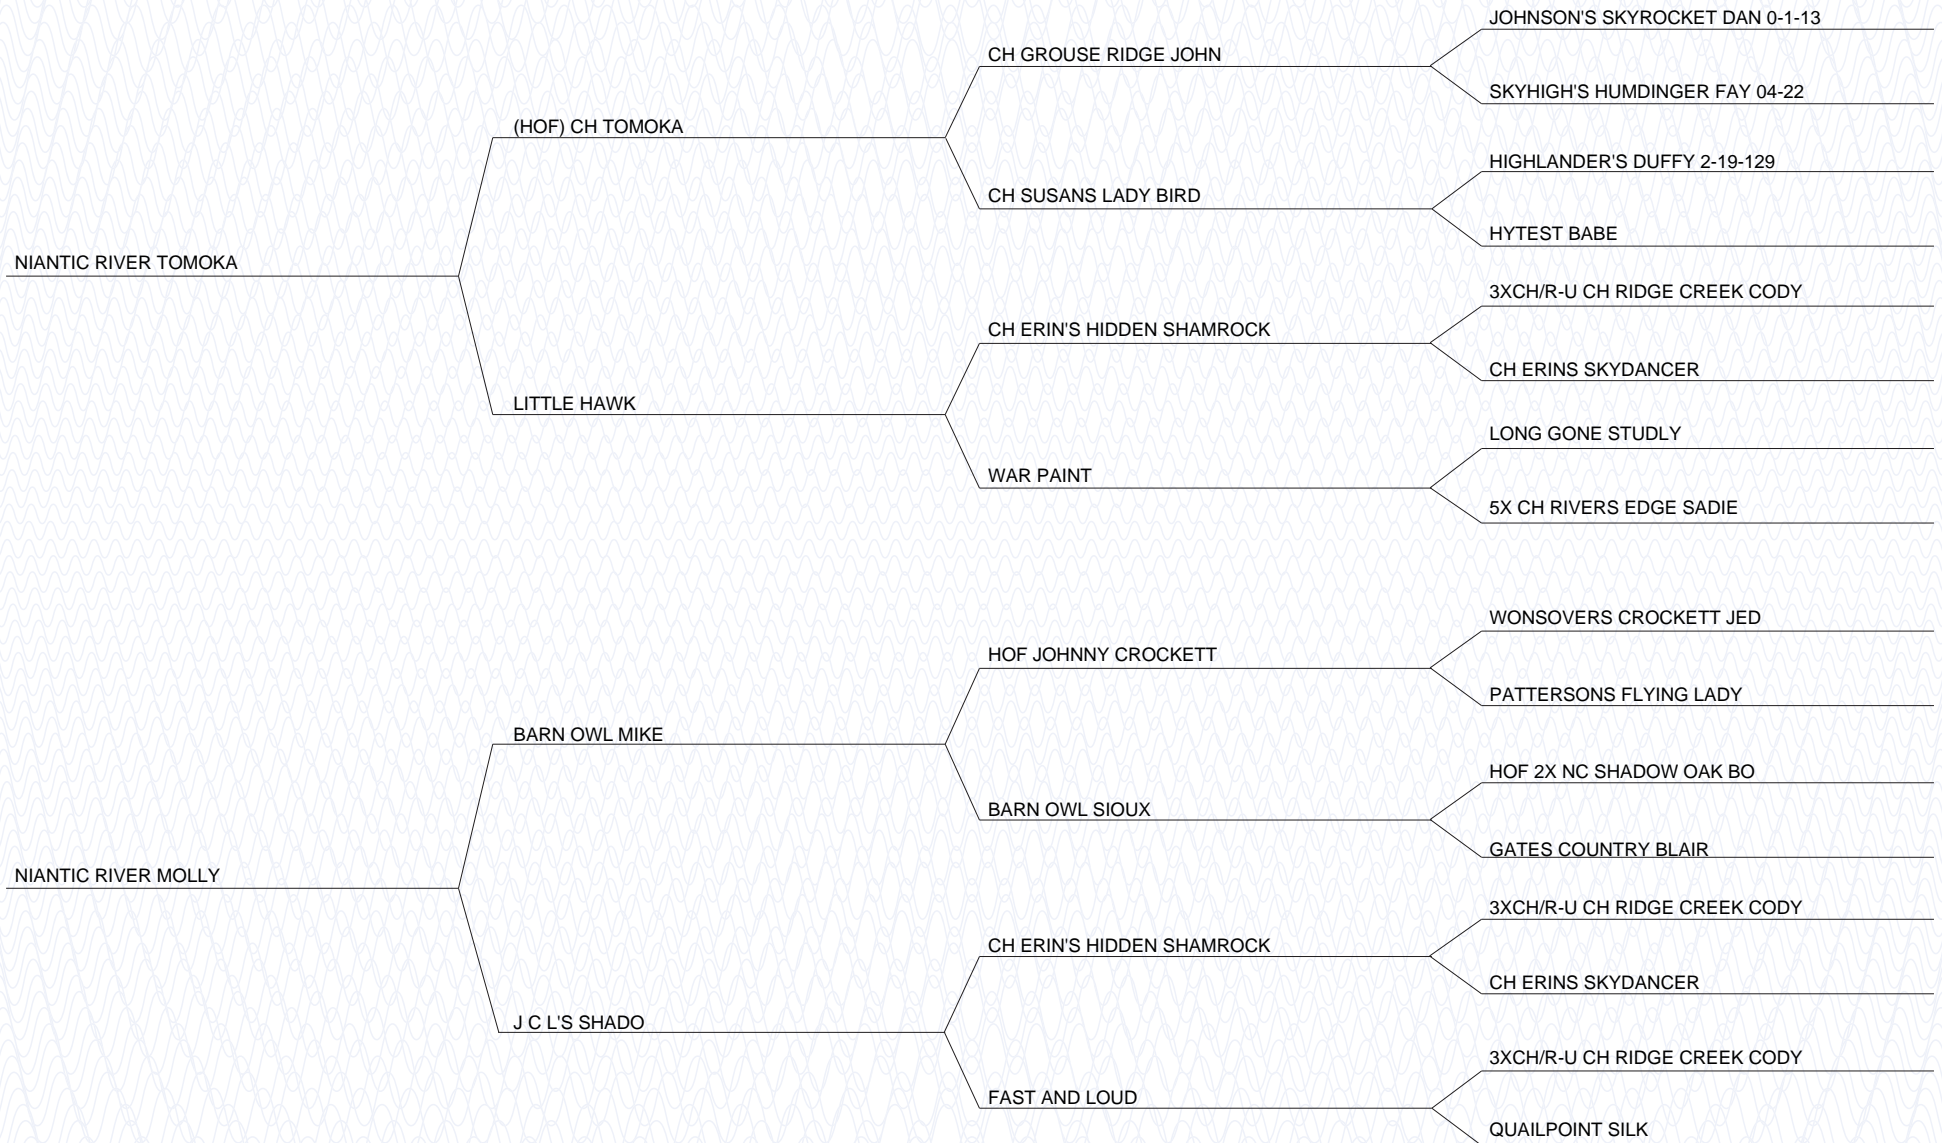 JOHNSON'S SKYROCKET DAN 0-1-13
CH GROUSE RIDGE JOHN
SKYHIGH'S HUMDINGER FAY 04-22
(HOF) CH TOMOKA
HIGHLANDER'S DUFFY 2-19-129
CH SUSANS LADY BIRD
HYTEST BABE
NIANTIC RIVER TOMOKA
3XCH/R-U CH RIDGE CREEK CODY
CH ERIN'S HIDDEN SHAMROCK
CH ERINS SKYDANCER
LITTLE HAWK
LONG GONE STUDLY
WAR PAINT
5X CH RIVERS EDGE SADIE
WONSOVERS CROCKETT JED
HOF JOHNNY CROCKETT
PATTERSONS FLYING LADY
BARN OWL MIKE
HOF 2X NC SHADOW OAK BO
BARN OWL SIOUX
GATES COUNTRY BLAIR
NIANTIC RIVER MOLLY
3XCH/R-U CH RIDGE CREEK CODY
CH ERIN'S HIDDEN SHAMROCK
CH ERINS SKYDANCER
J C L'S SHADO
3XCH/R-U CH RIDGE CREEK CODY
FAST AND LOUD
QUAILPOINT SILK